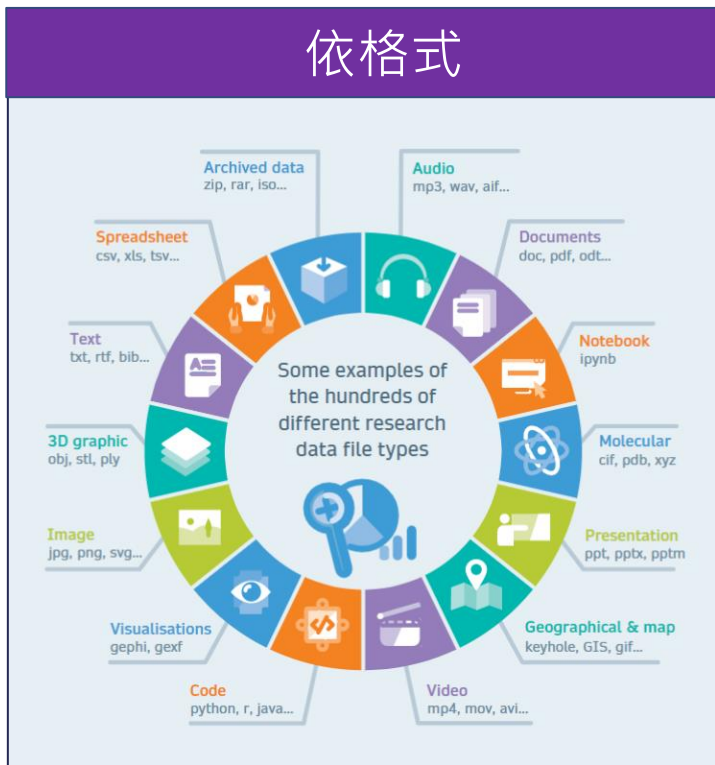 依格式
Archived data
zip, rar, iso...
Audio
mp3, wav, aif...
Documents
doc, pdf, odt...
Notebook
ipynb
Molecular
cif, pdb, xyz
Presentation
ppt, pptx, pptm
Geographical & map
keyhole, GIS, gif...
Video
mp4, mov, avi...
Code
python, r, java...
Visualisations
gephi, gexf
Image
jpg, png, svg...
3D graphic
obj, stl, ply
Text
txt, rtf, bib...
Spreadsheet
csv, xls, tsv...
Some examples of
the hundreds of
different research
data file types